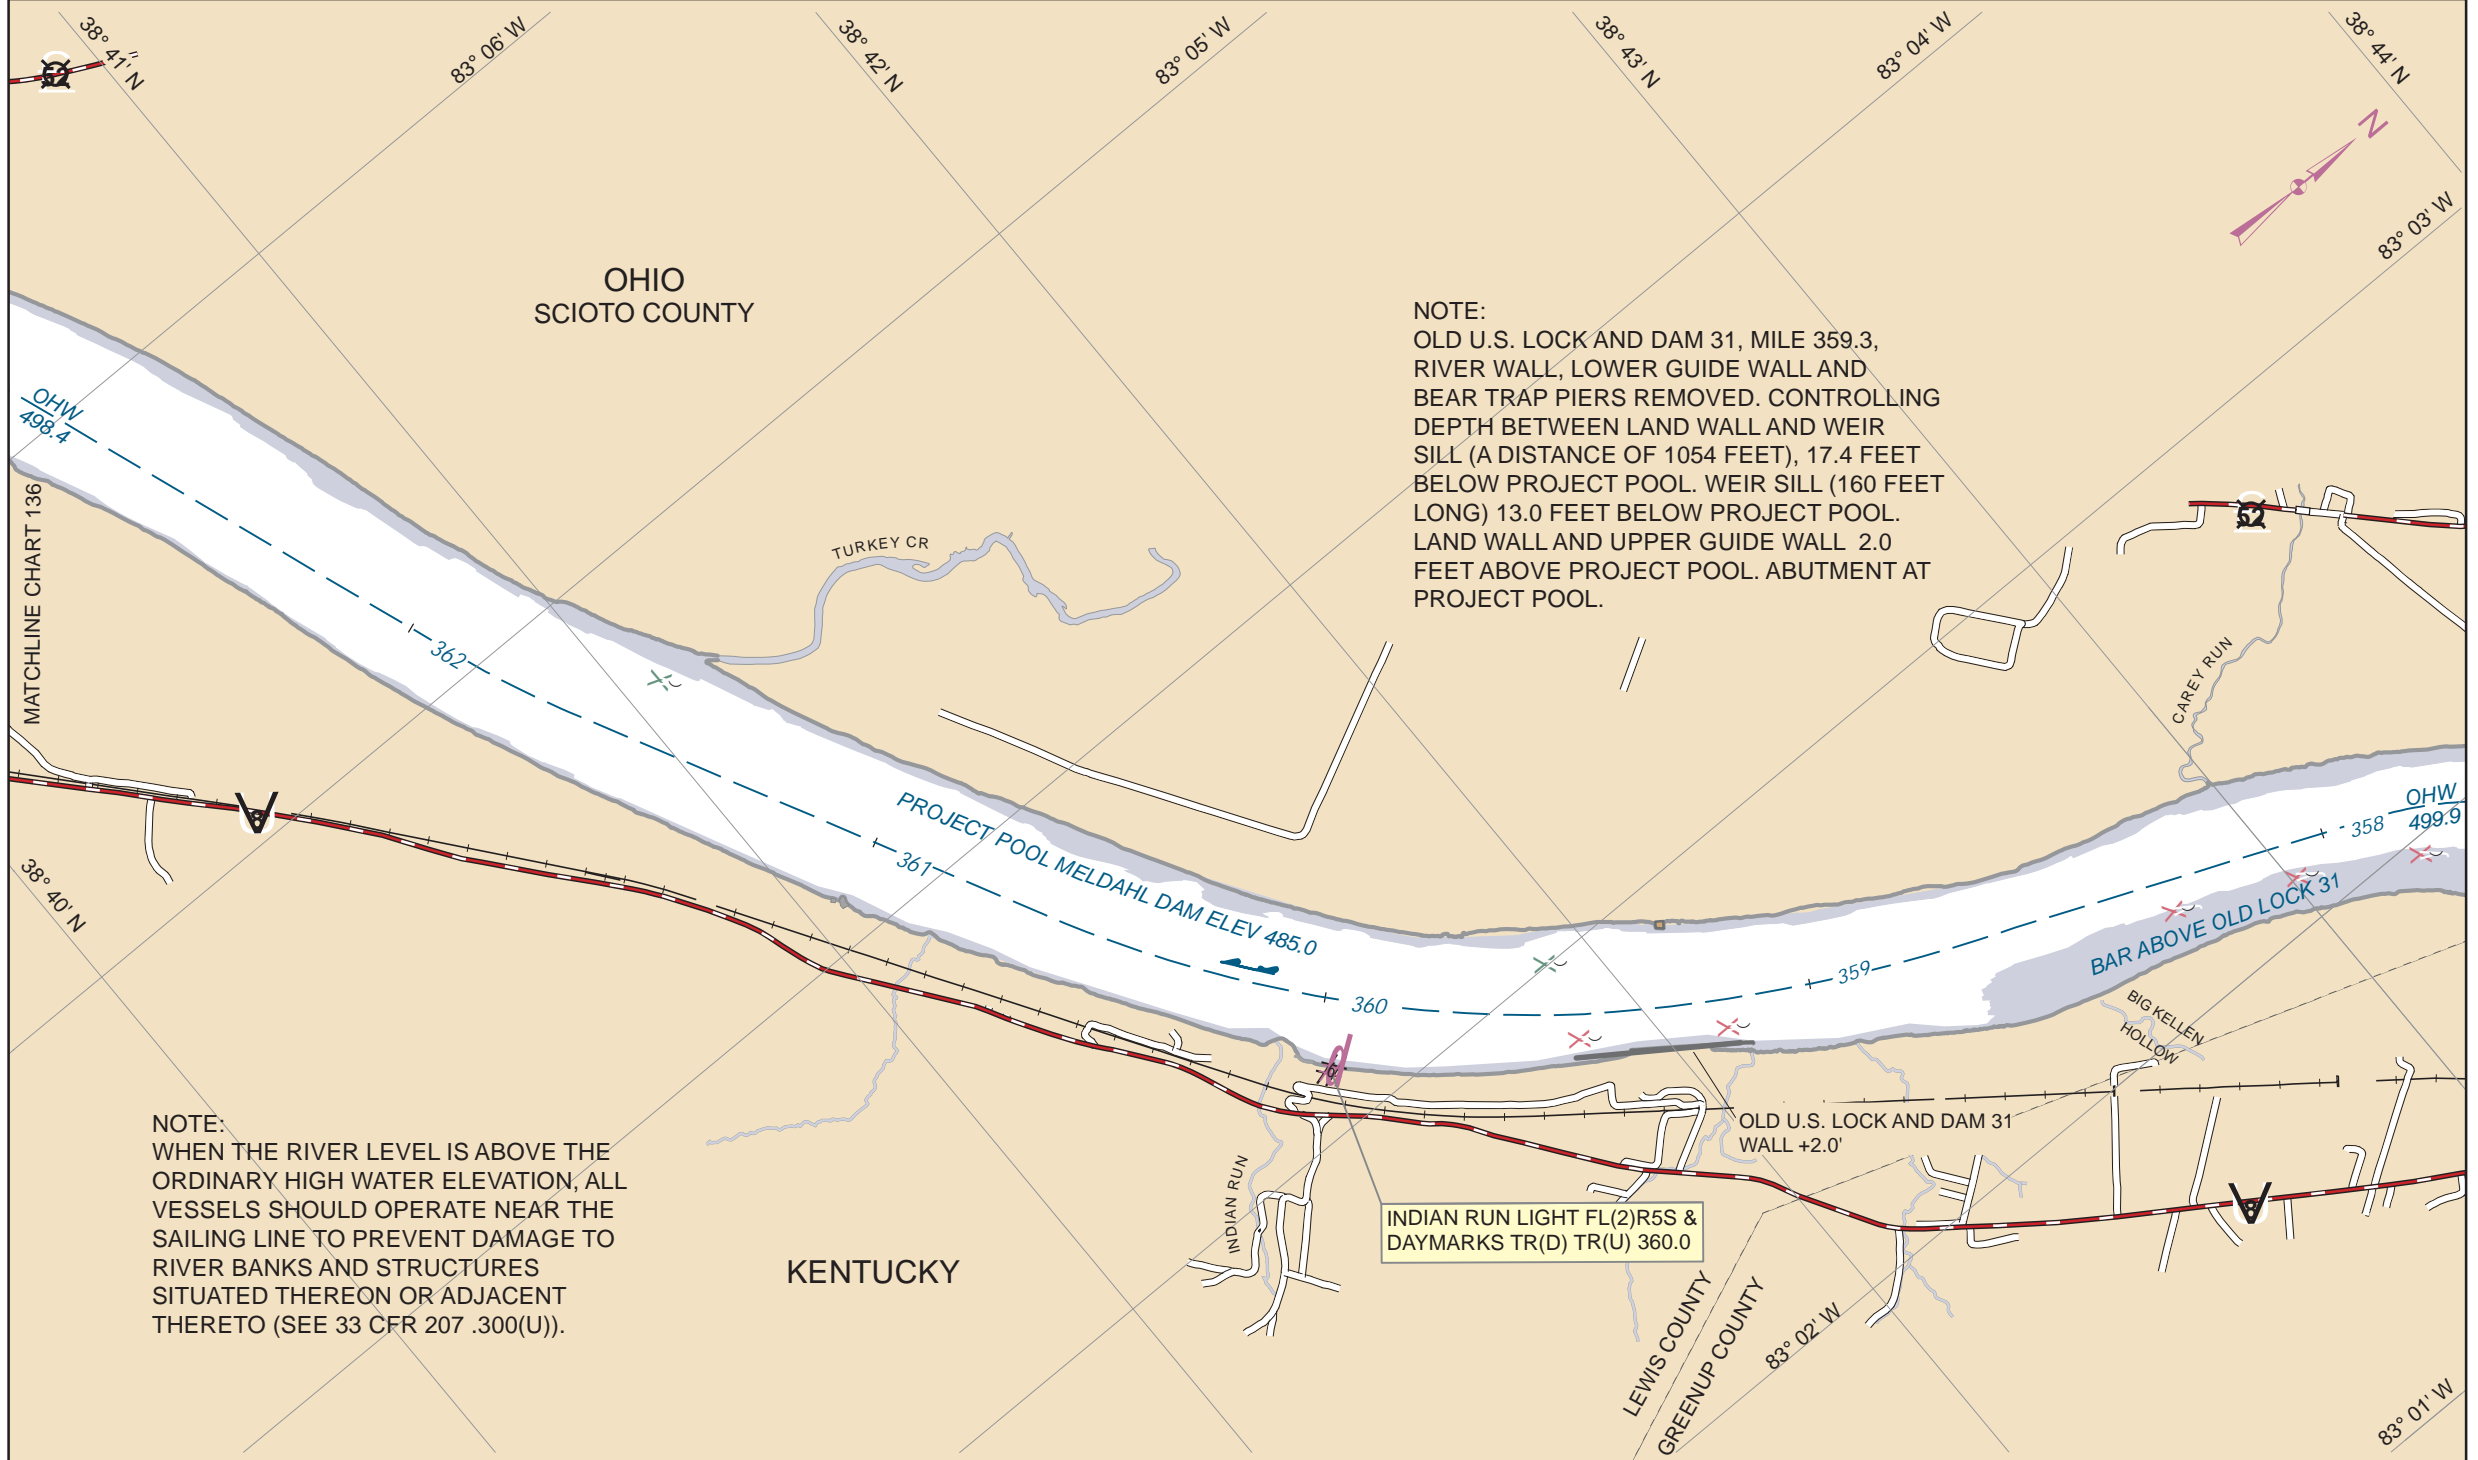 38° 41' N
83° 06' W
38° 42' N
83° 05' W
38° 43' N
83° 04' W
38° 44' N
52
N
83° 03' W
OHIO
SCIOTO COUNTY
NOTE:
OLD U.S. LOCK AND DAM 31, MILE 359.3,
RIVER WALL, LOWER GUIDE WALL AND
BEAR TRAP PIERS REMOVED. CONTROLLING
DEPTH BETWEEN LAND WALL AND WEIR
SILL (A DISTANCE OF 1054 FEET), 17.4 FEET
BELOW PROJECT POOL. WEIR SILL (160 FEET
LONG) 13.0 FEET BELOW PROJECT POOL.
LAND WALL AND UPPER GUIDE WALL 2.0
FEET ABOVE PROJECT POOL. ABUTMENT AT
PROJECT POOL.
OHW
498.4
MATCHLINE CHART 136
TURKEY CR
52
362
CAREY RUN
8
PROJECT POOL MELDAHL DAM ELEV 485.0
361
OHW
499.9
358
38° 40' N
BAR ABOVE OLD LOCK 31
359
360
BIG KELLEN
HOLLOW
OLD U.S. LOCK AND DAM 31
WALL +2.0'
NOTE:
WHEN THE RIVER LEVEL IS ABOVE THE
ORDINARY HIGH WATER ELEVATION, ALL
VESSELS SHOULD OPERATE NEAR THE
SAILING LINE TO PREVENT DAMAGE TO
RIVER BANKS AND STRUCTURES
SITUATED THEREON OR ADJACENT
THERETO (SEE 33 CFR 207 .300(U)).
INDIAN RUN
INDIAN RUN LIGHT FL(2)R5S &
DAYMARKS TR(D) TR(U) 360.0
8
KENTUCKY
LEWIS COUNTY
GREENUP COUNTY
83° 02' W
83° 01' W